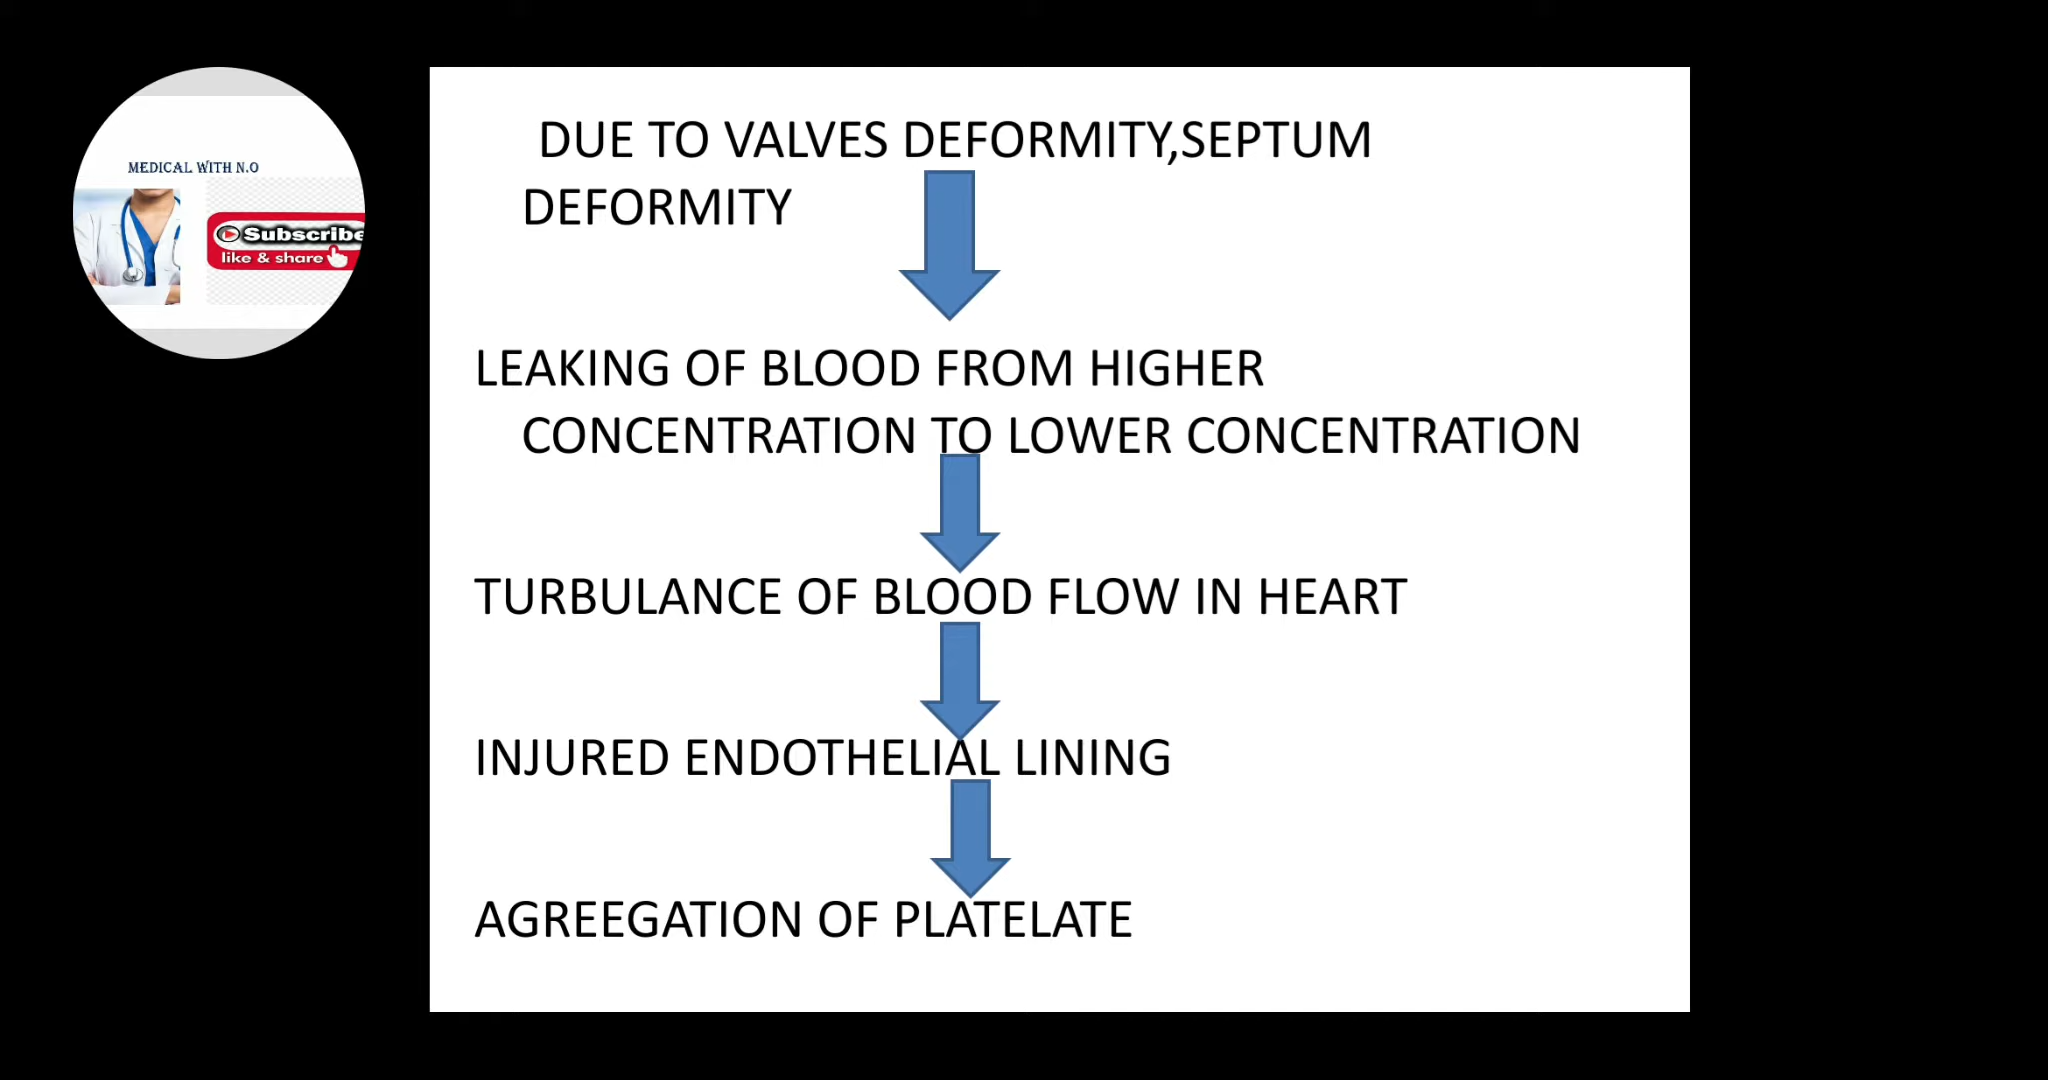 MEDICAL WITH N.O
Subscribe
like & share
DUE TO VALVES DEFORMITY,SEPTUM
DEFORMITY
LEAKING OF BLOOD FROM HIGHER
CONCENTRATION TO LOWER CONCENTRATION
TURBULANCE OF BLOOD FLOW IN HEART
INJURED ENDOTHELIAL LINING
AGREEGATION OF PLATELATE